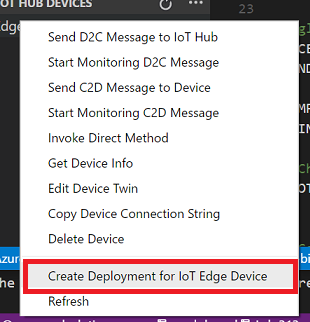 OT HUB DEVICES
23
Send D2C Message to IoT Hub
Start Monitoring D2C Message
Send C2D Message to Device
Start Monitoring C2D Message
Invoke Direct Method
Get Device Info
Edit Device Twin
Copy Device Connection String
Delete Device
Create Deployment for IoT Edge Device
Refresh